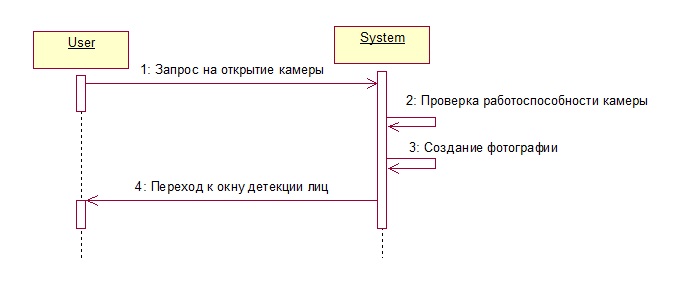 User
System
1: Запрос на открытие камеры
2: Проверка работоспособности камеры
3: Создание фотографии
4: Переход к окну детекции лиц